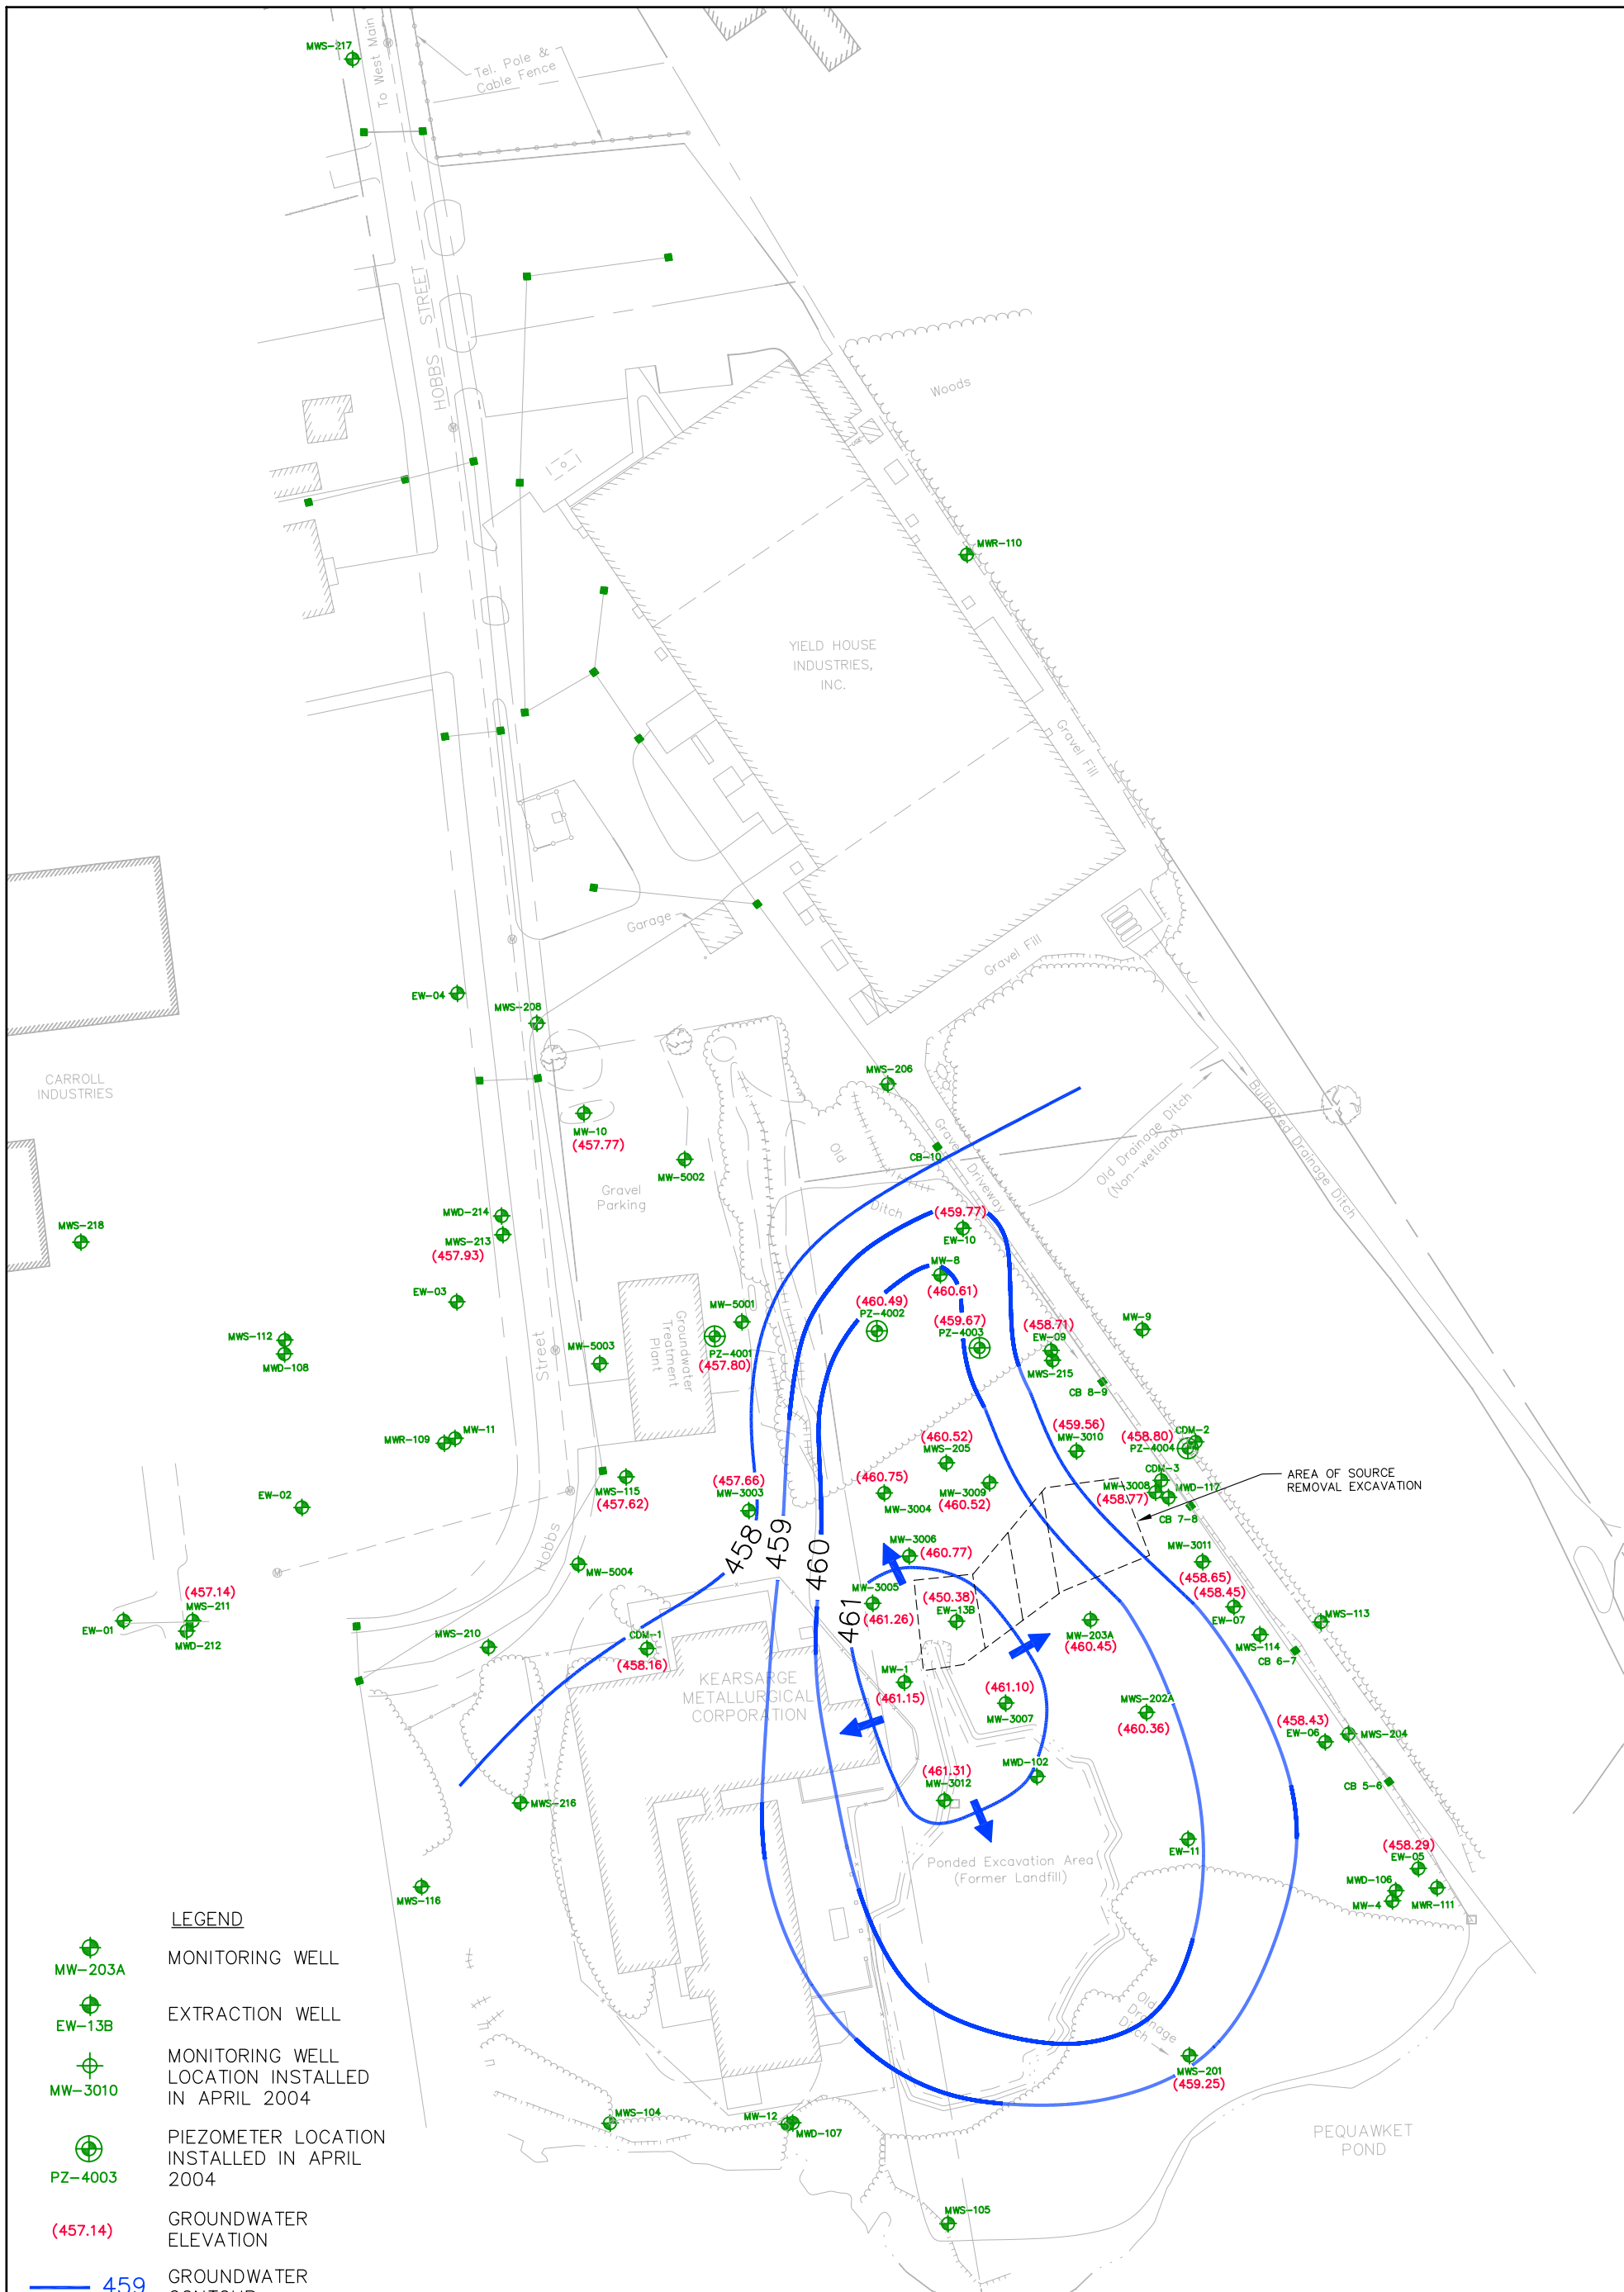 MWS-217
To West Main
Tel. Pole &
Cable Fence
HOBBS STREET
Woods
MWR-110
YIELD HOUSE
INDUSTRIES,
INC.
Gravel Fill
Garage
Gravel Fill
EW-04
MWS-208
CARROLL
INDUSTRIES
MWS-206
Bulldozed Drainage Ditch
Old Drainage Ditch
(Non-wetland)
MW-10
(457.77)
MW-5002
Old
CB-10
Gravel Driveway
Gravel
Parking
Ditch
MWD-214
MWS-218
MWS-213
(457.93)
(459.77)
EW-10
MW-8
(460.61)
EW-03
MW-5001
(460.49)
PZ-4002
(459.67)
PZ-4003
(458.71)
EW-09
MW-9
MWS-112
MWD-108
MW-5003
Groundwater
Treatment
Plant
PZ-4001
(457.80)
MWS-215
CB 8-9
Street
MWR-109
MW-11
(460.52)
MWS-205
(459.56)
MW-3010
(458.80)
CDM-2
PZ-4004
EW-02
MWS-115
(457.62)
(457.66)
MW-3003
(460.75)
MW-3004
MW-3009
(460.52)
CDM-3
MW-3008
(458.77)
MWD-117
CB 7-8
AREA OF SOURCE
REMOVAL EXCAVATION
458
459
460
461
Hobbs
MW-5004
MW-3006
(460.77)
MW-3011
(458.65)
(458.45)
EW-07
(457.14)
MWS-211
EW-01
MWD-212
MW-3005
(461.26)
(450.38)
EW-13B
MW-203A
(460.45)
MWS-113
MWS-114
CB 6-7
MWS-210
CDM-1
(458.16)
KEARSARGE
METALLURGICAL
CORPORATION
MW-1
(461.15)
(461.10)
MW-3007
MWS-202A
(460.36)
(458.43)
EW-06
MWS-204
MWD-102
(461.31)
MW-3012
CB 5-6
MWS-216
EW-11
Ponded Excavation Area
(Former Landfill)
(458.29)
EW-05
MWD-106
MW-4
MWR-111
MWS-116
Old
Drainage
Ditch
MWS-201
(459.25)
MWS-104
MW-12
MWD-107
PEQUAWKET
POND
MWS-105
LEGEND
MW-203A MONITORING WELL
EW-13B EXTRACTION WELL
MW-3010 MONITORING WELL
LOCATION INSTALLED
IN APRIL 2004
PZ-4003 PIEZOMETER LOCATION
INSTALLED IN APRIL
2004
(457.14) GROUNDWATER
ELEVATION
459 GROUNDWATER